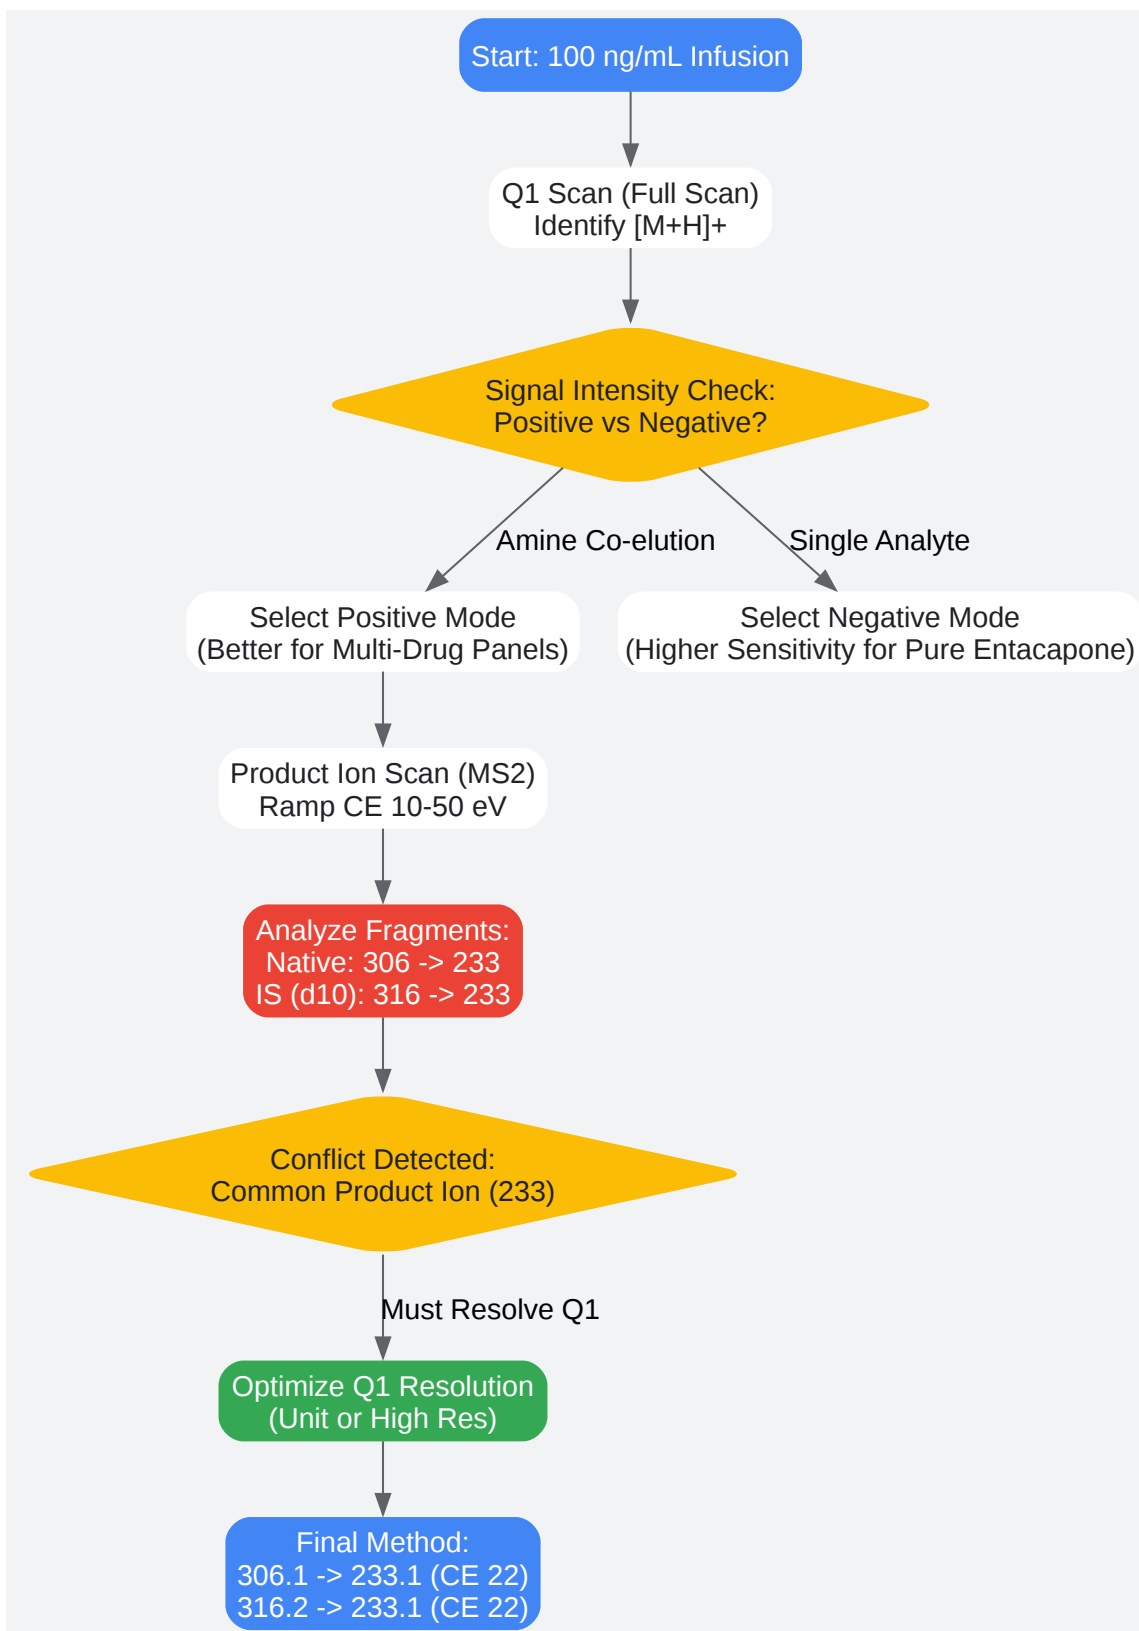 Start: 100 ng/mL Infusion
Q1 Scan (Full Scan)
Identify [M+H]+
Signal Intensity Check:
Positive vs Negative?
Amine Co-elution
Single Analyte
Select Positive Mode
(Better for Multi-Drug Panels)
Select Negative Mode
(Higher Sensitivity for Pure Entacapone)
Product Ion Scan (MS2)
Ramp CE 10-50 eV
Analyze Fragments:
Native: 306 -> 233
IS (d10): 316 -> 233
Conflict Detected:
Common Product Ion (233)
Must Resolve Q1
Optimize Q1 Resolution
(Unit or High Res)
Final Method:
306.1 -> 233.1 (CE 22)
316.2 -> 233.1 (CE 22)